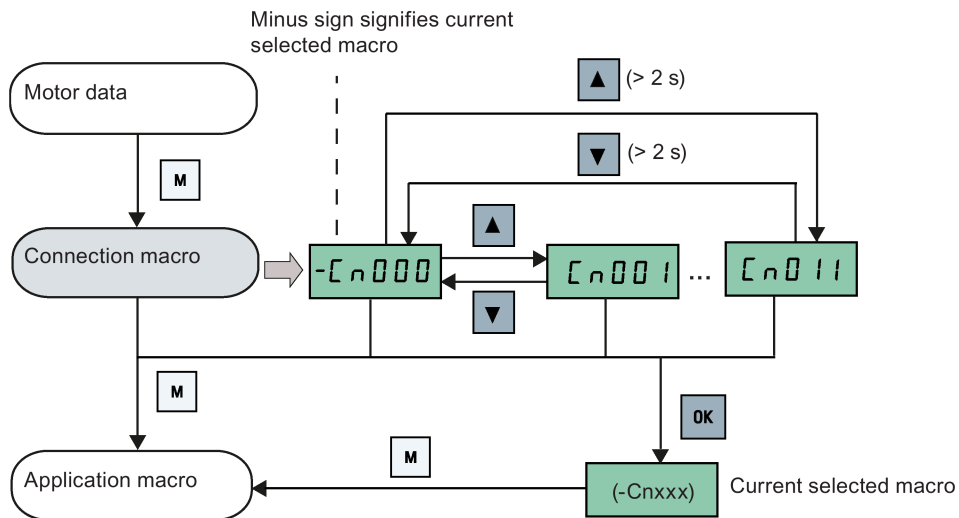 Minus sign signifies current
selected macro
Motor data
▲ (> 2 s)
▼ (> 2 s)
M
▲
Connection macro
-Cn000
Cn001
...
Cn011
▼
M
OK
M
Application macro
(-Cnxxx)
Current selected macro